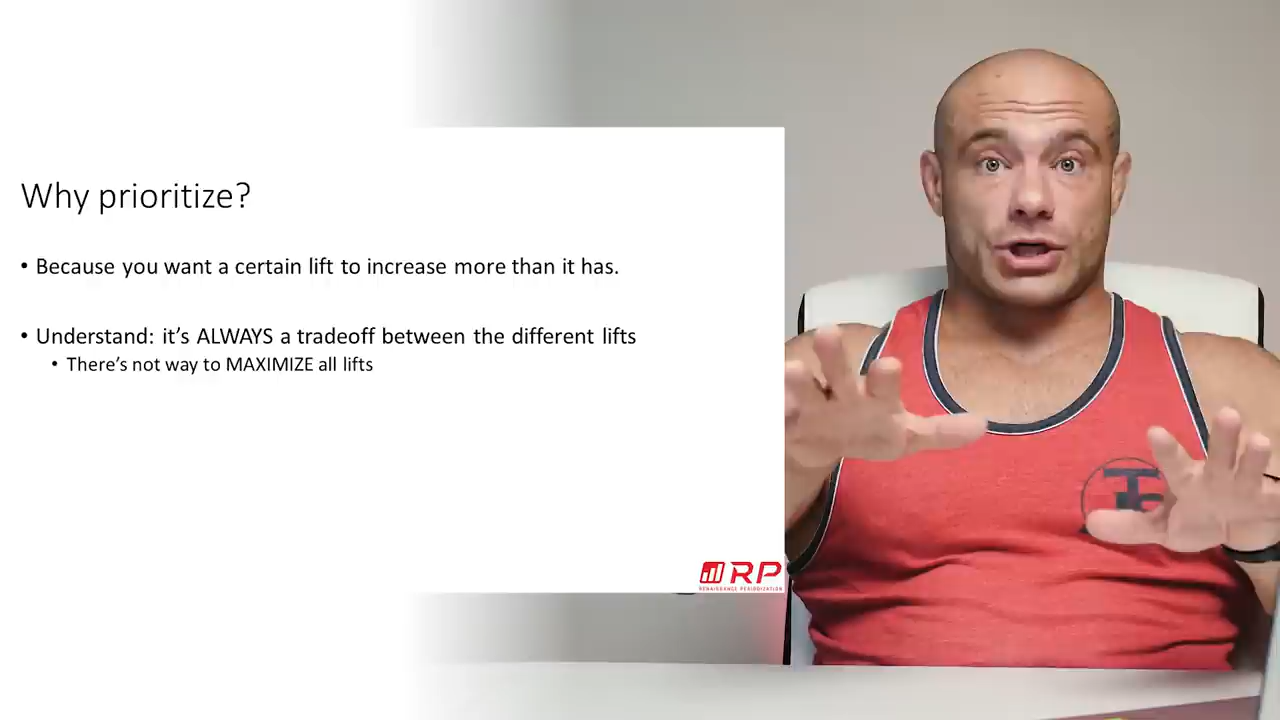 Why prioritize?
• Because you want a certain lift to increase more than it has.
• Understand: it's ALWAYS a tradeoff between the different lifts
• There's not way to MAXIMIZE all lifts
RP
RENAISSANCE PERIODIZATION